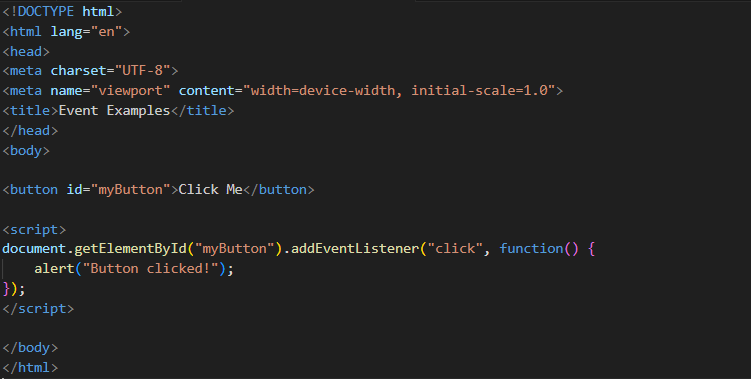 <!DOCTYPE html>
<html lang="en">
<head>
<meta charset="UTF-8">
<meta name="viewport" content="width=device-width, initial-scale=1.0">
<title>Event Examples</title>
</head>
<body>
<button id="myButton">Click Me</button>
<script>
document.getElementById("myButton").addEventListener("click", function() {
    alert("Button clicked!");
});
</script>
</body>
</html>